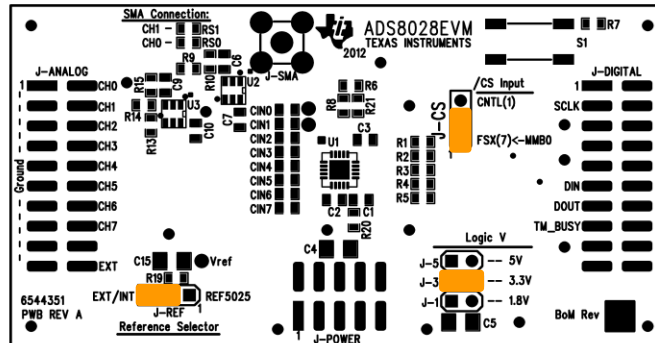 SMA Connection:
CH1 - RS1
CH0 - RS0
R9
R10
C6
J-SMA
2012
ADS8028EVM
TEXAS INSTRUMENTS
S1
R7
J-ANALOG
1
CH0
CH1
CH2
CH3
CH4
CH5
CH6
CH7
EXT
Ground
R15
C9
R14
R13
U3
U2
C10
C7
CIN0
CIN1
CIN2
CIN3
CIN4
CIN5
CIN6
CIN7
R6
R8
R21
C3
U1
C2
C1
R20
C4
/CS Input
CNTL(1)
J-CS
FSX(7)<-MMB0
1
R1
R2
R3
R4
R5
J-DIGITAL
1
SCLK
DIN
DOUT
TM_BUSY
C15
Vref
R19
EXT/INT
REF5025
J-REF
1
Reference Selector
6544351
PWB REV A
1
J-POWER
Logic V
J-5 -- 5V
J-3 -- 3.3V
J-1 -- 1.8V
C5
BoM Rev